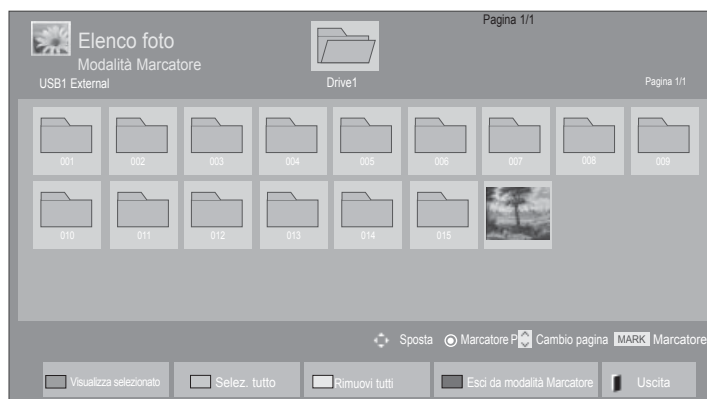 Pagina 1/1
Elenco foto
Modalità Marcatore
USB1 External
Drive1
Pagina 1/1
001 002 003 004 005 006 007 008 009
010 011 012 013 014 015
Sposta Marcatore P Cambio pagina MARK Marcatore
Visualizza selezionato Selez. tutto Rimuovi tutti Esci da modalità Marcatore Uscita